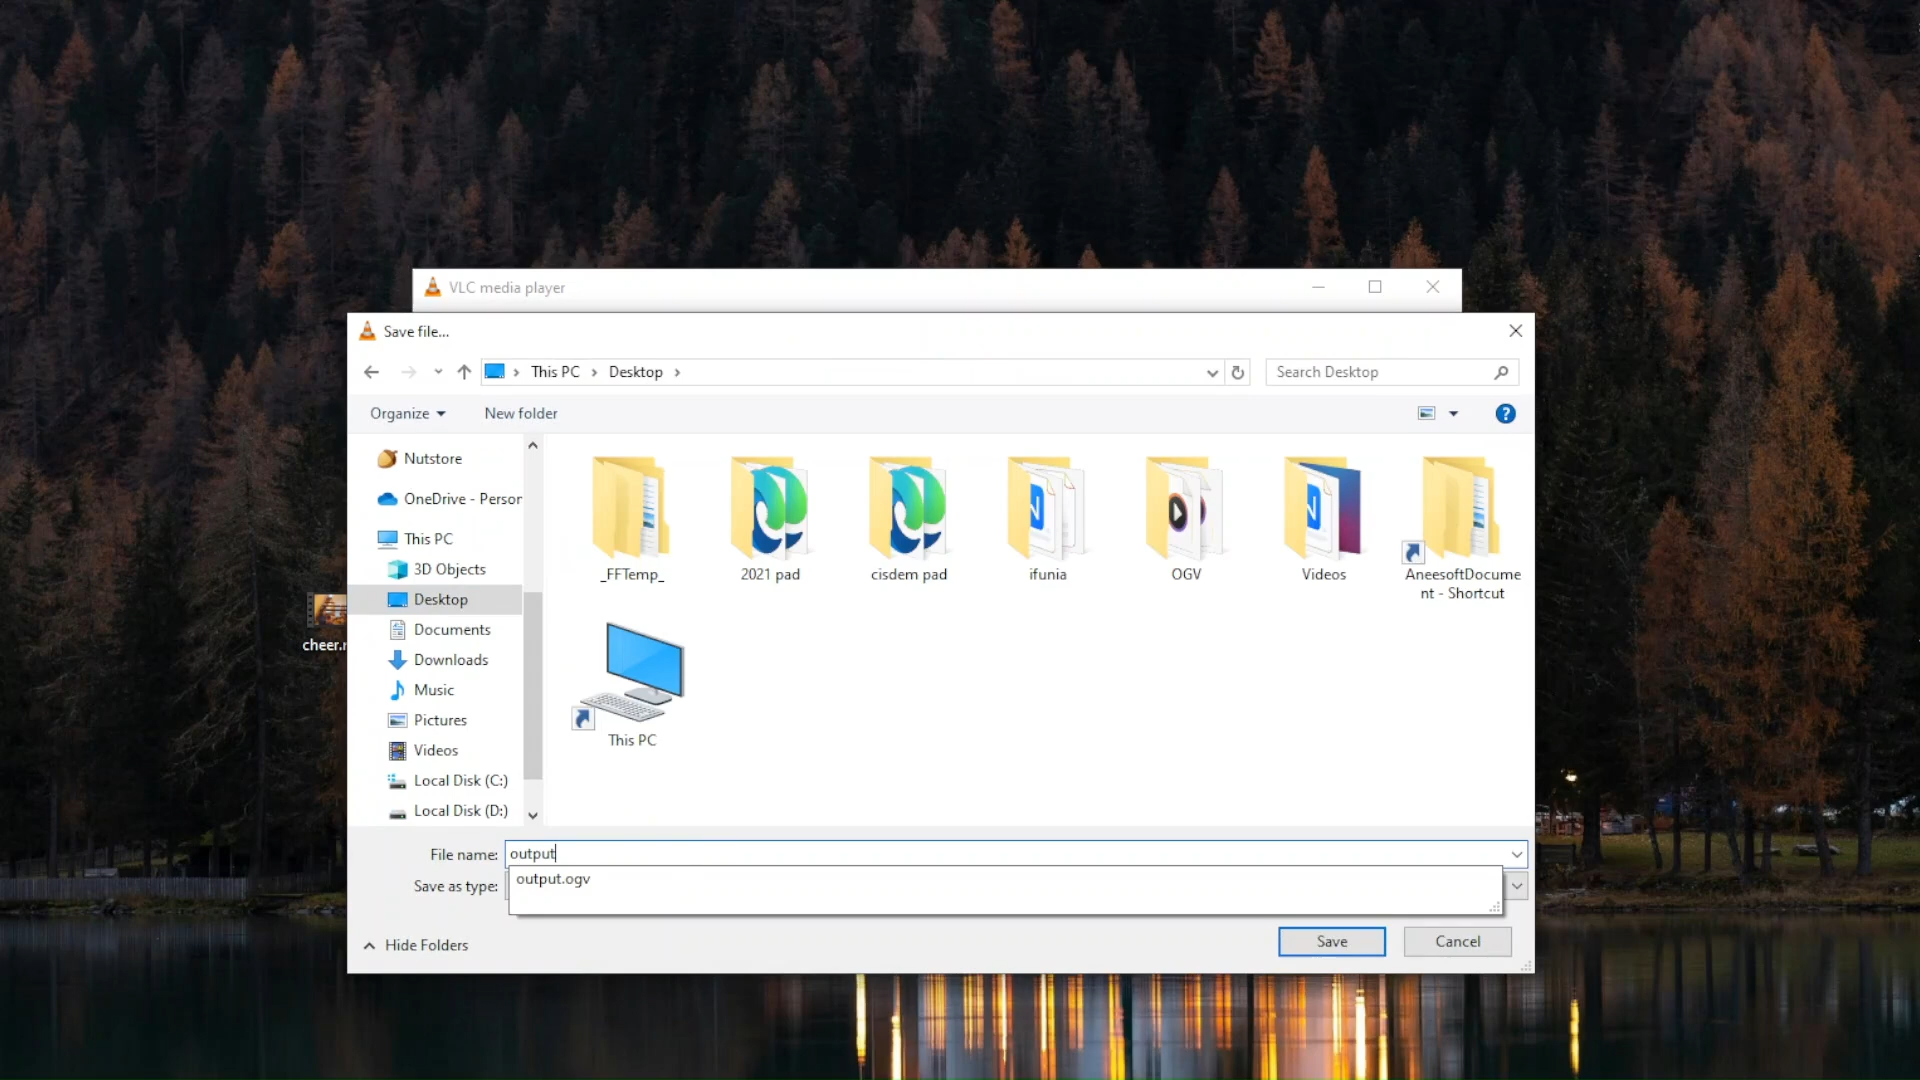 VLC media player
Save file...
This PC
Desktop
Search Desktop
Organize
New folder
Nutstore
OneDrive - Person
This PC
3D Objects
Desktop
Documents
Downloads
Music
Pictures
Videos
Local Disk (C:)
Local Disk (D:)
_FFTemp_
2021 pad
cisdem pad
ifunia
OGV
Videos
AneesoftDocume
nt - Shortcut
This PC
cheer.
File name: output
output.ogv
Save as type:
Hide Folders
Save
Cancel